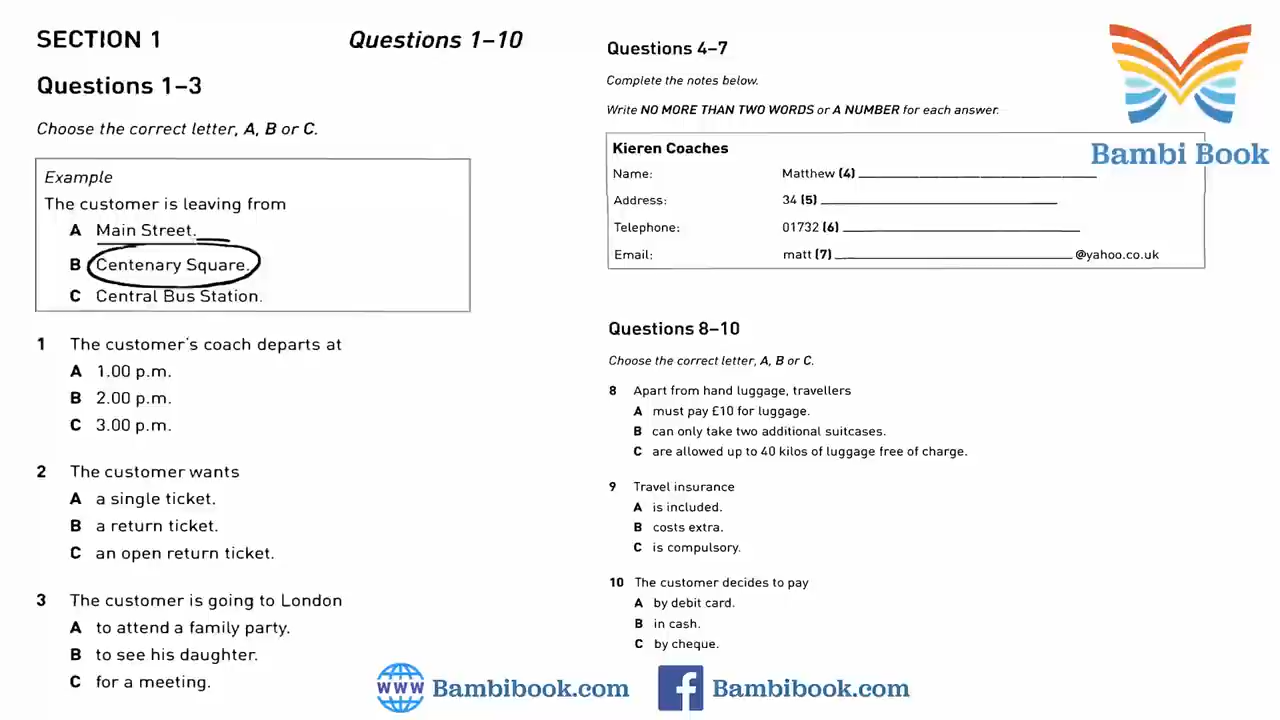 SECTION 1 Questions 1–10
Questions 1–3
Choose the correct letter, A, B or C.
Example
The customer is leaving from
A Main Street.
B Centenary Square.
C Central Bus Station.
1 The customer's coach departs at
A 1.00 p.m.
B 2.00 p.m.
C 3.00 p.m.
2 The customer wants
A a single ticket.
B a return ticket.
C an open return ticket.
3 The customer is going to London
A to attend a family party.
B to see his daughter.
C for a meeting.
Questions 4–7
Complete the notes below.
Write NO MORE THAN TWO WORDS or A NUMBER for each answer.
Kieren Coaches
Name: Matthew (4)
Address: 34 (5)
Telephone: 01732 (6)
Email: matt (7) @yahoo.co.uk
Questions 8–10
Choose the correct letter, A, B or C.
8 Apart from hand luggage, travellers
A must pay £10 for luggage.
B can only take two additional suitcases.
C are allowed up to 40 kilos of luggage free of charge.
9 Travel insurance
A is included.
B costs extra.
C is compulsory.
10 The customer decides to pay
A by debit card.
B in cash.
C by cheque.
Bambi Book
www Bambibook.com
f Bambibook.com